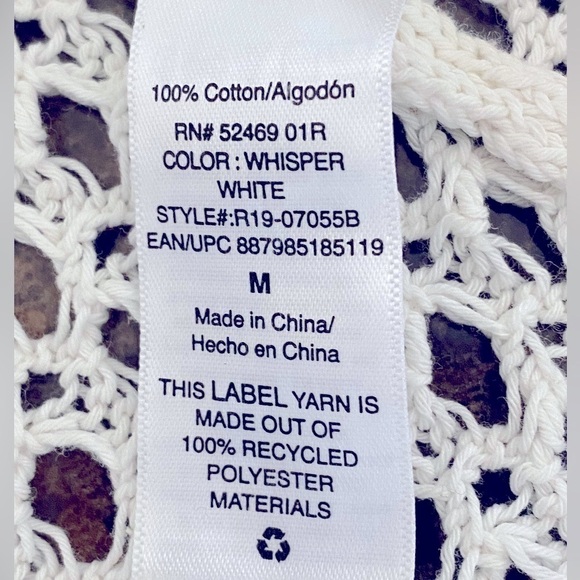 100% Cotton/Algodón
RN# 52469 01R
COLOR : WHISPER
WHITE
STYLE#:R19-07055B
EAN/UPC 887985185119
M
Made in China/
Hecho en China
THIS LABEL YARN IS
MADE OUT OF
100% RECYCLED
POLYESTER
MATERIALS